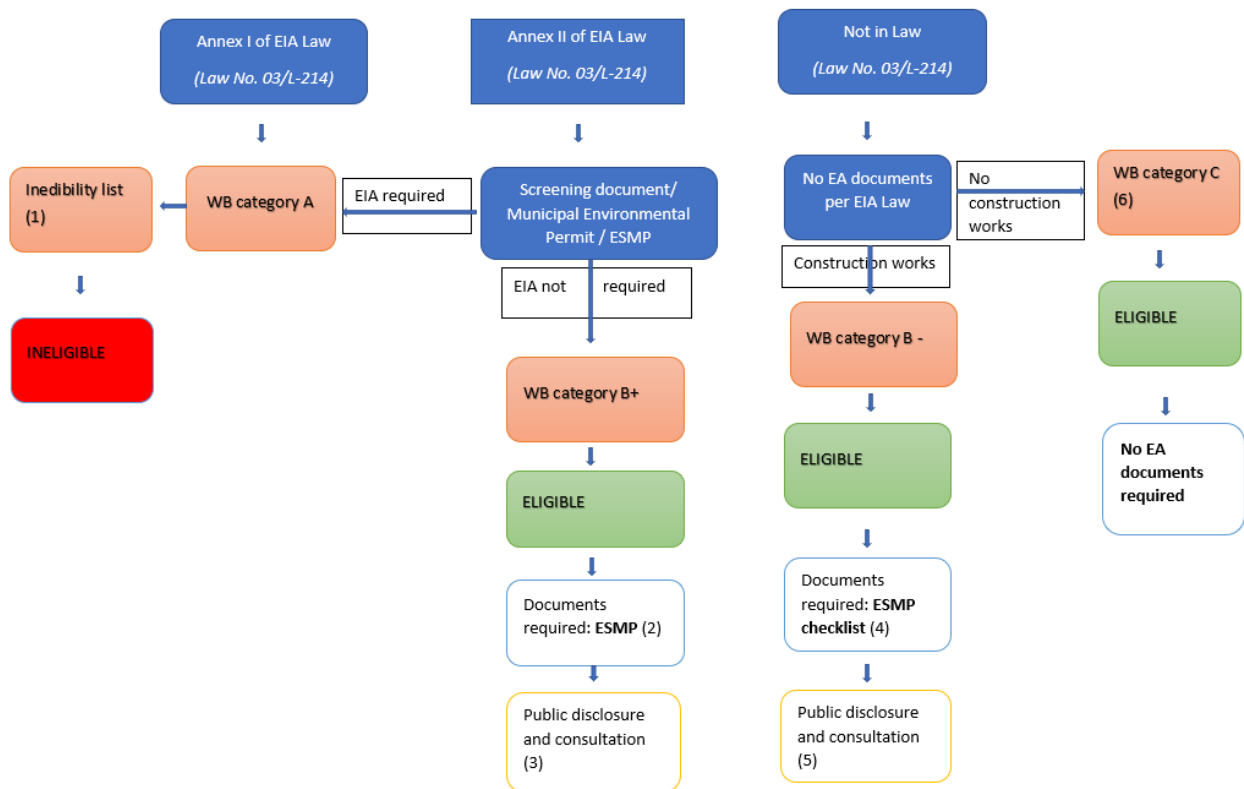 Annex I of EIA Law
(Law No. 03/L-214)
Annex II of EIA Law
(Law No. 03/L-214)
Not in Law
(Law No. 03/L-214)
Inedibility list
(1)
WB category A
EIA required
Screening document/
Municipal Environmental
Permit / ESMP
No EA documents
per EIA Law
No
construction
works
WB category C
(6)
EIA not required
Construction works
INELIGIBLE
WB category B+
WB category B -
ELIGIBLE
ELIGIBLE
ELIGIBLE
No EA
documents
required
Documents
required: ESMP (2)
Documents
required: ESMP
checklist (4)
Public disclosure
and consultation
(3)
Public disclosure
and consultation
(5)